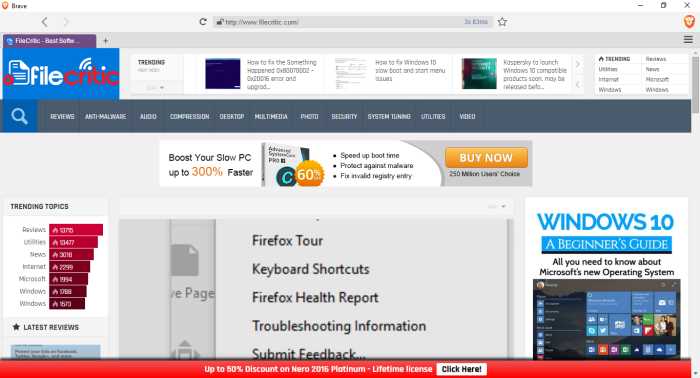 Brave
http://www.filecritic.com/
FileCritic - Best Softw...
filecritic
TRENDING
How to fix the Something Happened 0x80070002 - 0x20016 error and upgrad...
How to fix Windows 10 slow boot and start menu issues
Kaspersky to launch Windows 10 compatible products soon, may be released befo...
TRENDING Reviews
Utilities News
Internet Microsoft
Windows Windows
REVIEWS ANTI-MALWARE AUDIO COMPRESSION DESKTOP MULTIMEDIA PHOTO SECURITY SYSTEM TUNING UTILITIES VIDEO
Boost Your Slow PC
up to 300% Faster
Advanced
SystemCare
PRO
60%
Speed up boot time
Protect against malware
Fix invalid registry entry
BUY NOW
250 Million Users' Choice
TRENDING TOPICS
Reviews 13715
Utilities 13477
News 3018
Internet 2299
Microsoft 1994
Windows 1788
Windows 1570
LATEST REVIEWS
ve Page
Firefox Tour
Keyboard Shortcuts
Firefox Health Report
Troubleshooting Information
Submit Feedback...
WINDOWS 10
A BEGINNER'S GUIDE
All you need to know about
Microsoft's new Operating System
Up to 50% Discount on Nero 2016 Platinum - Lifetime license Click Here!